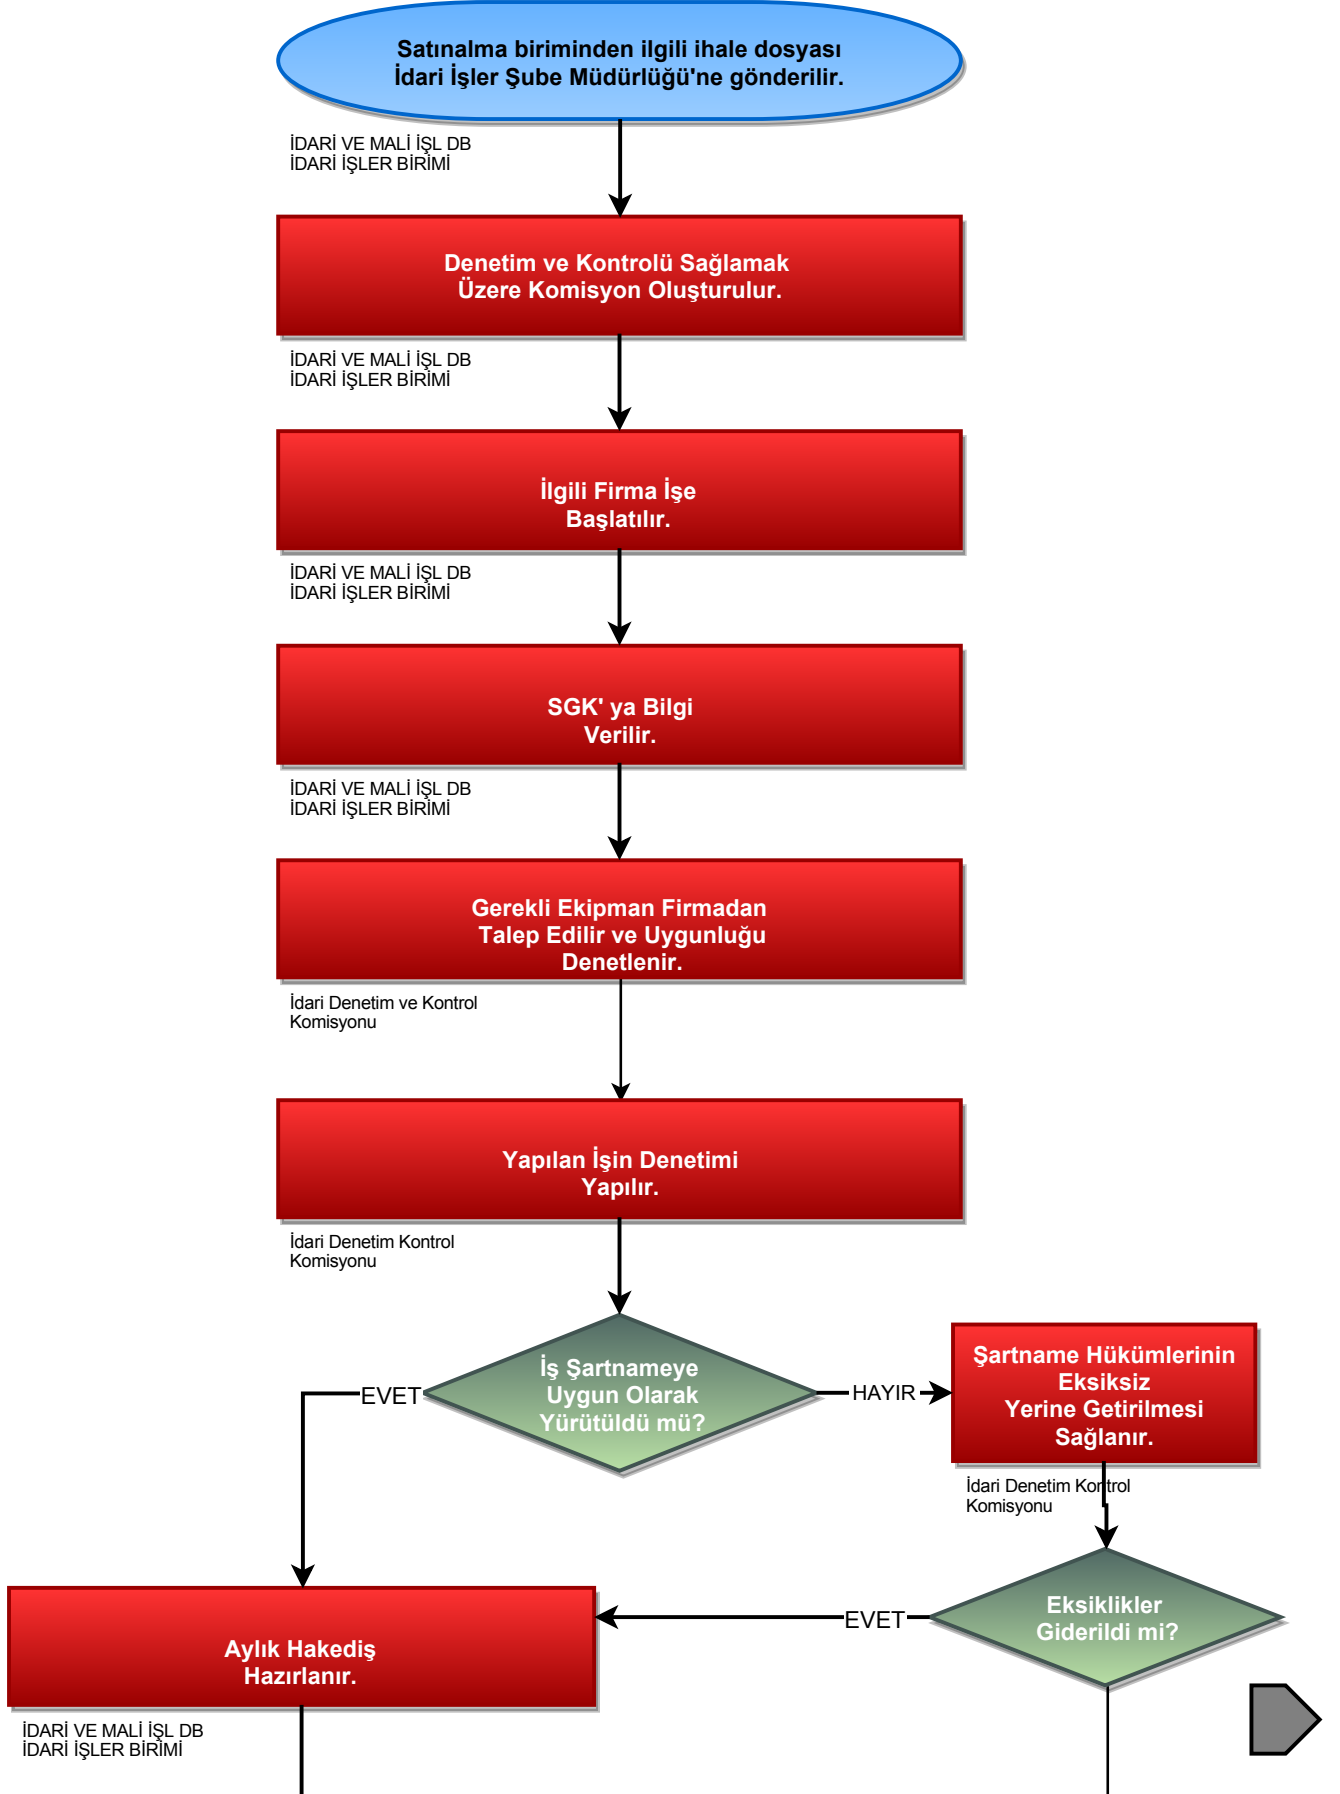 Satınalma biriminden ilgili ihale dosyası
İdari İşler Şube Müdürlüğü'ne gönderilir.
İDARİ VE MALİ İŞL DB
İDARİ İŞLER BİRİMİ
Denetim ve Kontrolü Sağlamak
Üzere Komisyon Oluşturulur.
İDARİ VE MALİ İŞL DB
İDARİ İŞLER BİRİMİ
İlgili Firma İşe
Başlatılır.
İDARİ VE MALİ İŞL DB
İDARİ İŞLER BİRİMİ
SGK' ya Bilgi
Verilir.
İDARİ VE MALİ İŞL DB
İDARİ İŞLER BİRİMİ
Gerekli Ekipman Firmadan
Talep Edilir ve Uygunluğu
Denetlenir.
İdari Denetim ve Kontrol
Komisyonu
Yapılan İşin Denetimi
Yapılır.
İdari Denetim Kontrol
Komisyonu
İş Şartnameye
Uygun Olarak
Yürütüldü mü?
EVET
HAYIR
Şartname Hükümlerinin
Eksiksiz
Yerine Getirilmesi
Sağlanır.
İdari Denetim Kontrol
Komisyonu
Eksiklikler
Giderildi mi?
EVET
Aylık Hakediş
Hazırlanır.
İDARİ VE MALİ İŞL DB
İDARİ İŞLER BİRİMİ